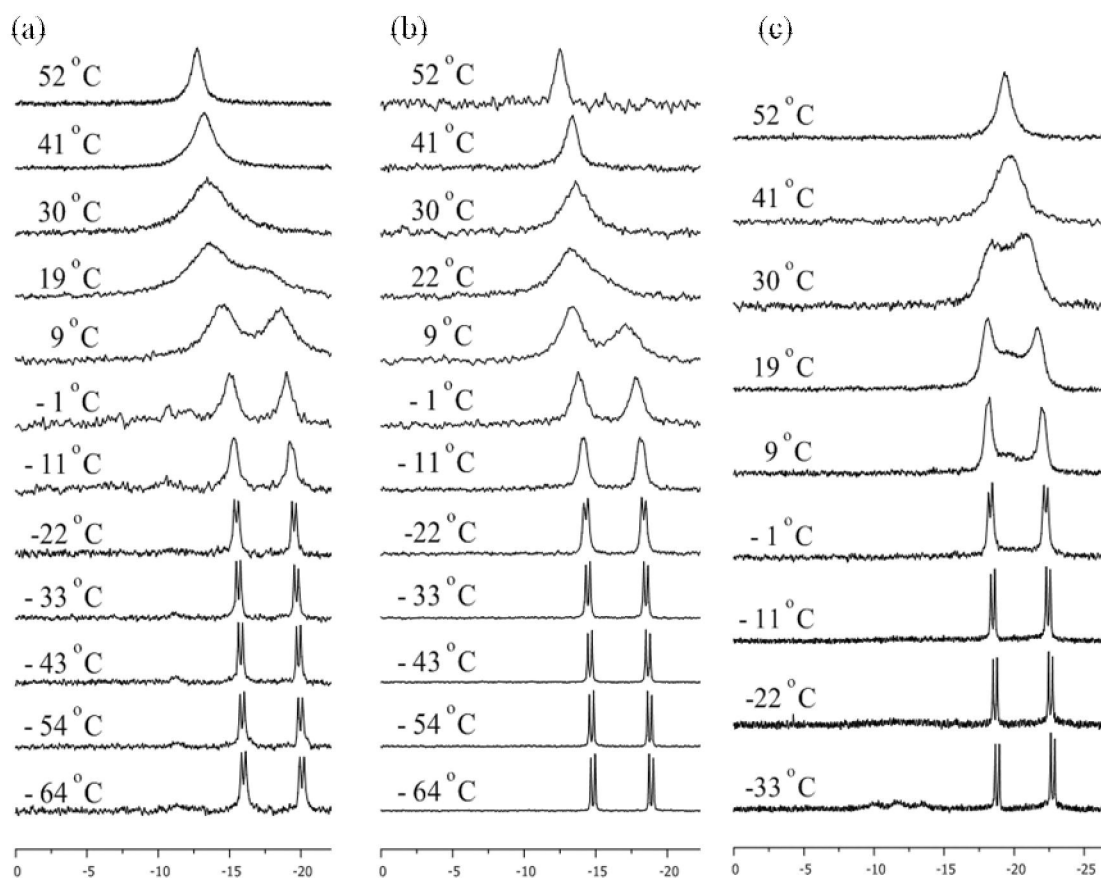 (a)
52 °C
41 °C
30 °C
19 °C
9 °C
- 1 °C
- 11 °C
-22 °C
- 33 °C
- 43 °C
- 54 °C
- 64 °C
0 -5 -10 -15 -20
(b)
52 °C
41 °C
30 °C
22 °C
9 °C
- 1 °C
- 11 °C
-22 °C
- 33 °C
- 43 °C
- 54 °C
- 64 °C
0 -5 -10 -15 -20
(c)
52 °C
41 °C
30 °C
19 °C
9 °C
- 1 °C
- 11 °C
-22 °C
-33 °C
0 -5 -10 -15 -20 -25